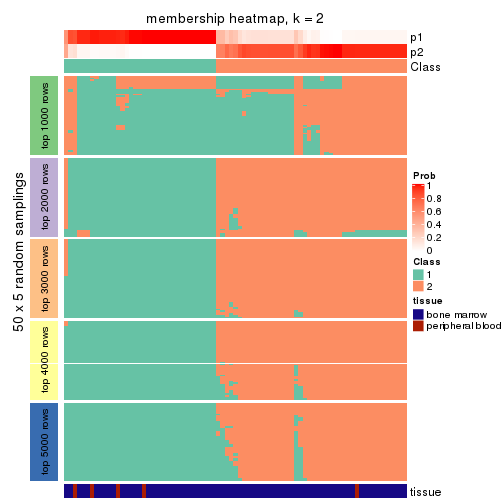 membership heatmap, k = 2
p1
p2
Class
50 x 5 random samplings
top 1000 rows
top 2000 rows
top 3000 rows
top 4000 rows
top 5000 rows
Prob
1
0.8
0.6
0.4
0.2
0
Class
1
2
tissue
bone marrow
peripheral blood
tissue